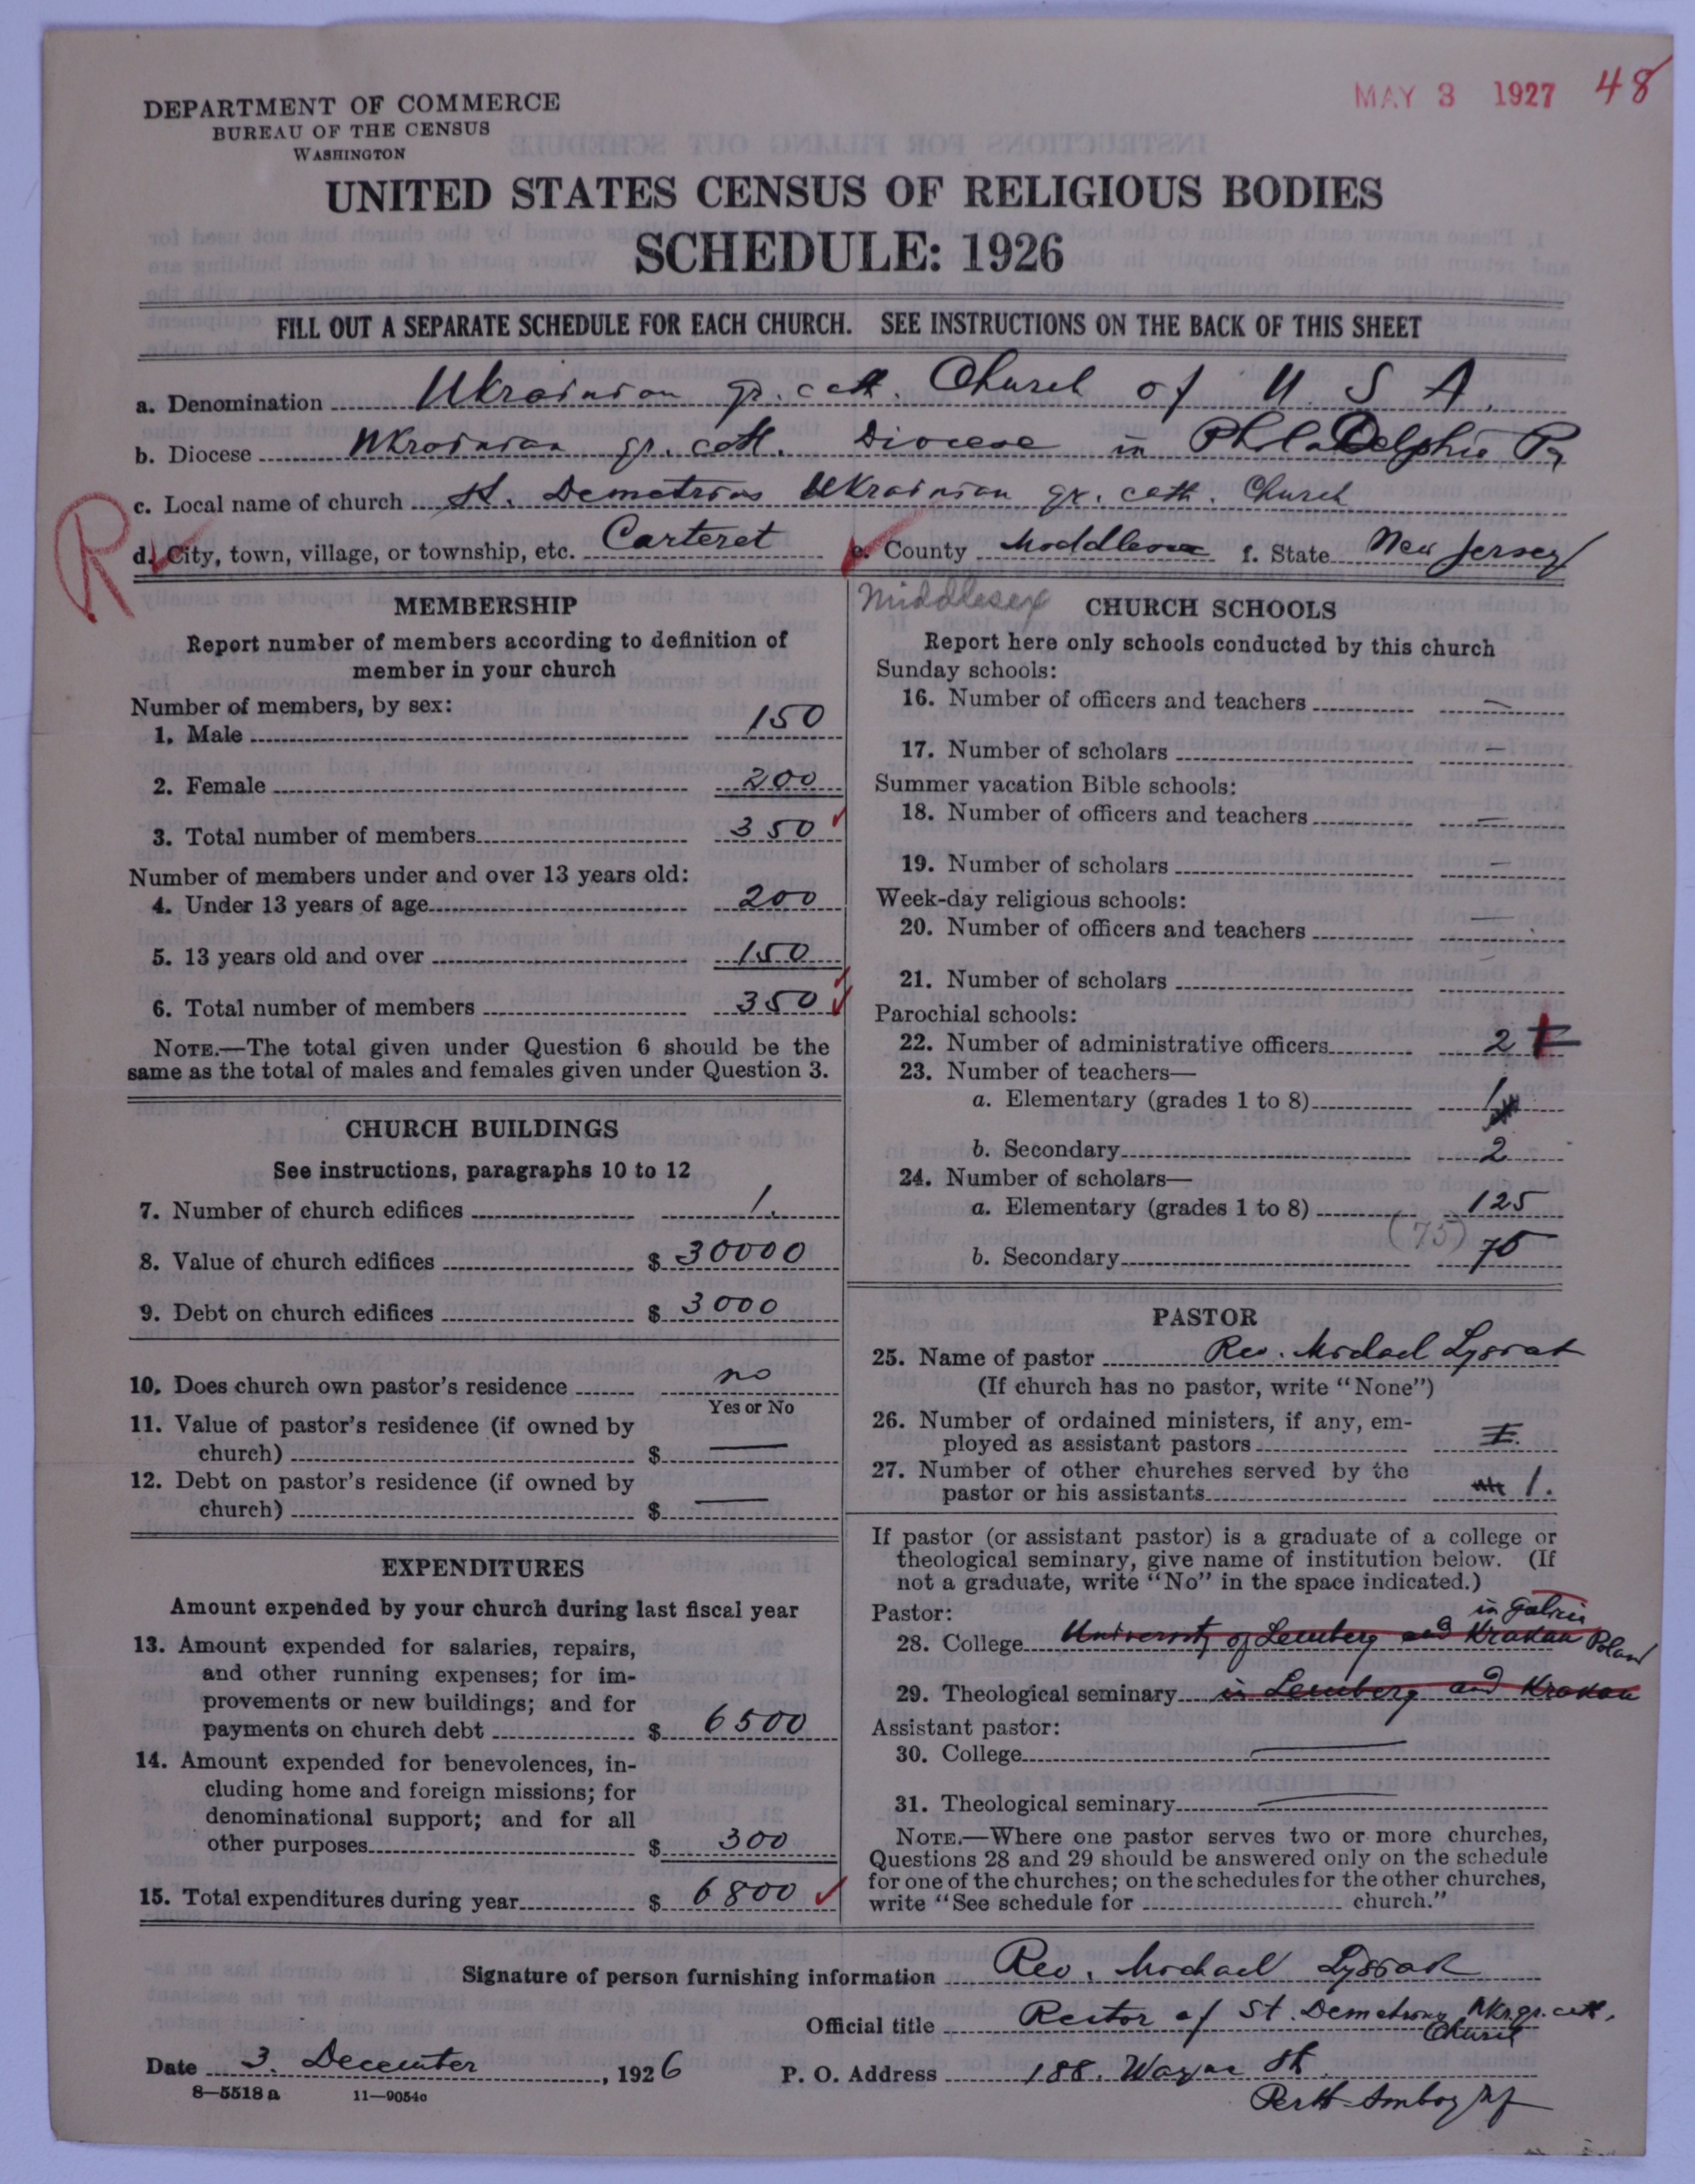 MAY 3 1927 48
DEPARTMENT OF COMMERCE
BUREAU OF THE CENSUS
WASHINGTON
UNITED STATES CENSUS OF RELIGIOUS BODIES
SCHEDULE: 1926
FILL OUT A SEPARATE SCHEDULE FOR EACH CHURCH. SEE INSTRUCTIONS ON THE BACK OF THIS SHEET
a. Denomination Ukrainian gr. cath. Church of U. S. A.
b. Diocese Ukrainian gr. cath. Diocese in Philadelphia Pa
c. Local name of church St. Demetrius Ukrainian gr. cath. Church
R
d. City, town, village, or township, etc. Carteret e. County Middlesex f. State New Jersey
Middlesex
MEMBERSHIP
Report number of members according to definition of
member in your church
Number of members, by sex:
1. Male 150
2. Female 200
3. Total number of members 350
Number of members under and over 13 years old:
4. Under 13 years of age 200
5. 13 years old and over 150
6. Total number of members 350
NOTE.—The total given under Question 6 should be the
same as the total of males and females given under Question 3.
CHURCH BUILDINGS
See instructions, paragraphs 10 to 12
7. Number of church edifices 1.
8. Value of church edifices $ 30000
9. Debt on church edifices $ 3000
10. Does church own pastor's residence no
Yes or No
11. Value of pastor's residence (if owned by
church) $ —
12. Debt on pastor's residence (if owned by
church) $ —
EXPENDITURES
Amount expended by your church during last fiscal year
13. Amount expended for salaries, repairs,
and other running expenses; for im-
provements or new buildings; and for
payments on church debt $ 6500
14. Amount expended for benevolences, in-
cluding home and foreign missions; for
denominational support; and for all
other purposes $ 300
15. Total expenditures during year $ 6800
CHURCH SCHOOLS
Report here only schools conducted by this church
Sunday schools:
16. Number of officers and teachers —
17. Number of scholars —
Summer vacation Bible schools:
18. Number of officers and teachers —
19. Number of scholars —
Week-day religious schools:
20. Number of officers and teachers —
21. Number of scholars
Parochial schools:
22. Number of administrative officers 2
23. Number of teachers—
a. Elementary (grades 1 to 8) 1
b. Secondary 2
24. Number of scholars—
a. Elementary (grades 1 to 8) 125
(75)
b. Secondary 75
PASTOR
25. Name of pastor Rev. Michael Lyssak
(If church has no pastor, write "None")
26. Number of ordained ministers, if any, em-
ployed as assistant pastors
27. Number of other churches served by the
pastor or his assistants 1.
If pastor (or assistant pastor) is a graduate of a college or
theological seminary, give name of institution below. (If
not a graduate, write "No" in the space indicated.)
Pastor:
in Galicia
28. College University of Lemberg and Krakau Poland
29. Theological seminary in Lemberg and Krakau
Assistant pastor:
30. College —
31. Theological seminary —
NOTE.—Where one pastor serves two or more churches,
Questions 28 and 29 should be answered only on the schedule
for one of the churches; on the schedules for the other churches,
write "See schedule for church."
Signature of person furnishing information Rev. Michael Lyssak
Official title Rector of St. Demetrius Ukr. gr. cath.
Church
Date 3. December, 1926 P. O. Address 188. Wayne St.
8—5518 a 11—9054c
Perth-Amboy NJ